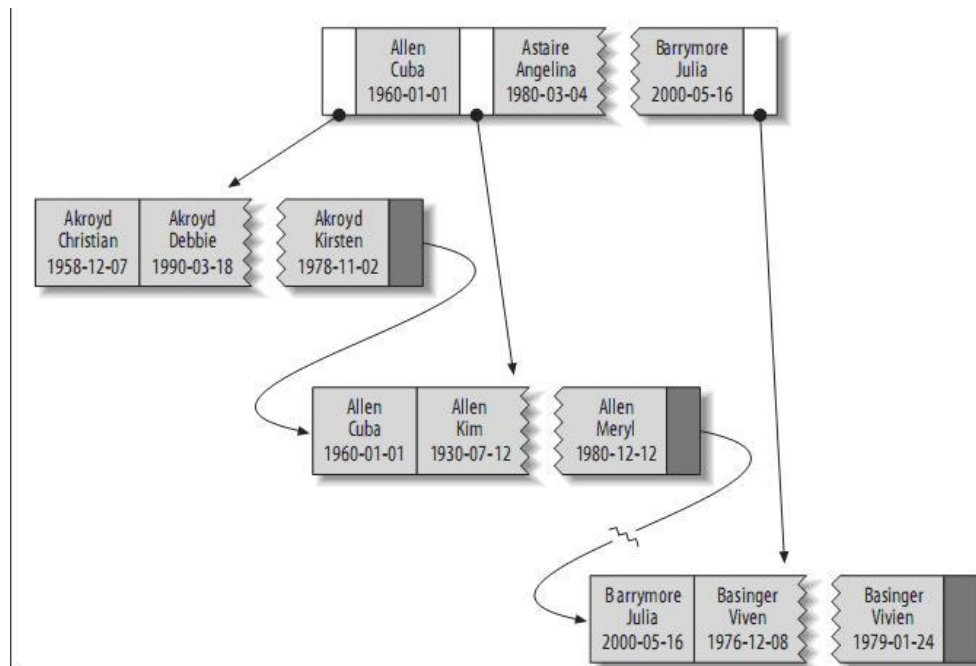 Allen
Cuba
1960-01-01
Astaire
Angelina
1980-03-04
Barrymore
Julia
2000-05-16
Akroyd
Christian
1958-12-07
Akroyd
Debbie
1990-03-18
Akroyd
Kirsten
1978-11-02
Allen
Cuba
1960-01-01
Allen
Kim
1930-07-12
Allen
Meryl
1980-12-12
Barrymore
Julia
2000-05-16
Basinger
Viven
1976-12-08
Basinger
Vivien
1979-01-24